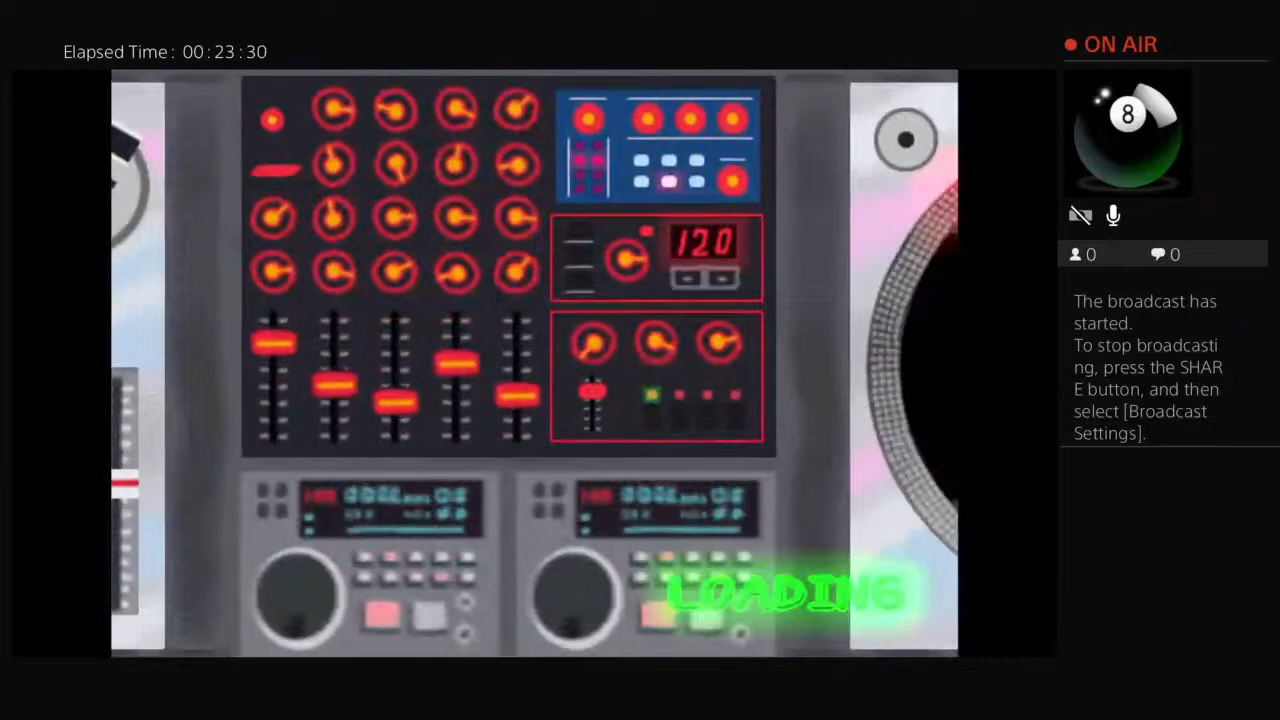 Elapsed Time: 00:23:30
ON AIR
8
120
0 0
The broadcast has
started.
To stop broadcasti
ng, press the SHAR
E button, and then
select [Broadcast
Settings].
LOADING